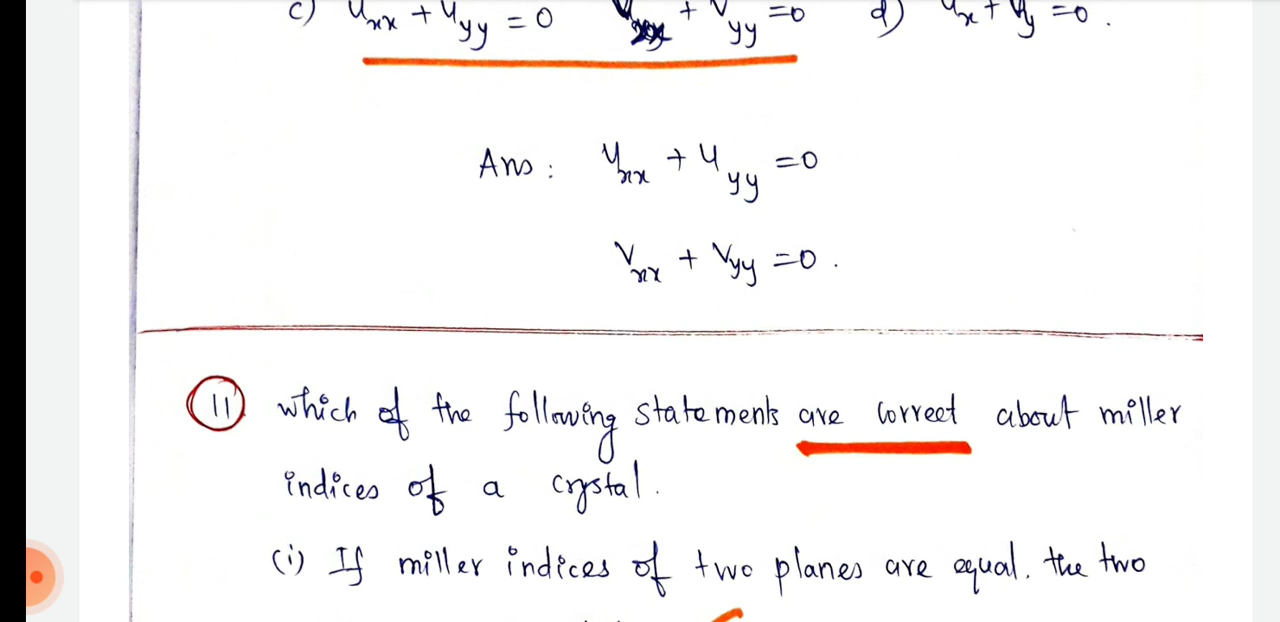 c) uxx + uyy = 0 + vyy = 0 d) ux + vy = 0 .
Ans : uxx + uyy = 0
vxx + vyy = 0 .
11 which of the following statements are correct about miller
indices of a crystal.
(i) If miller indices of two planes are equal. the two